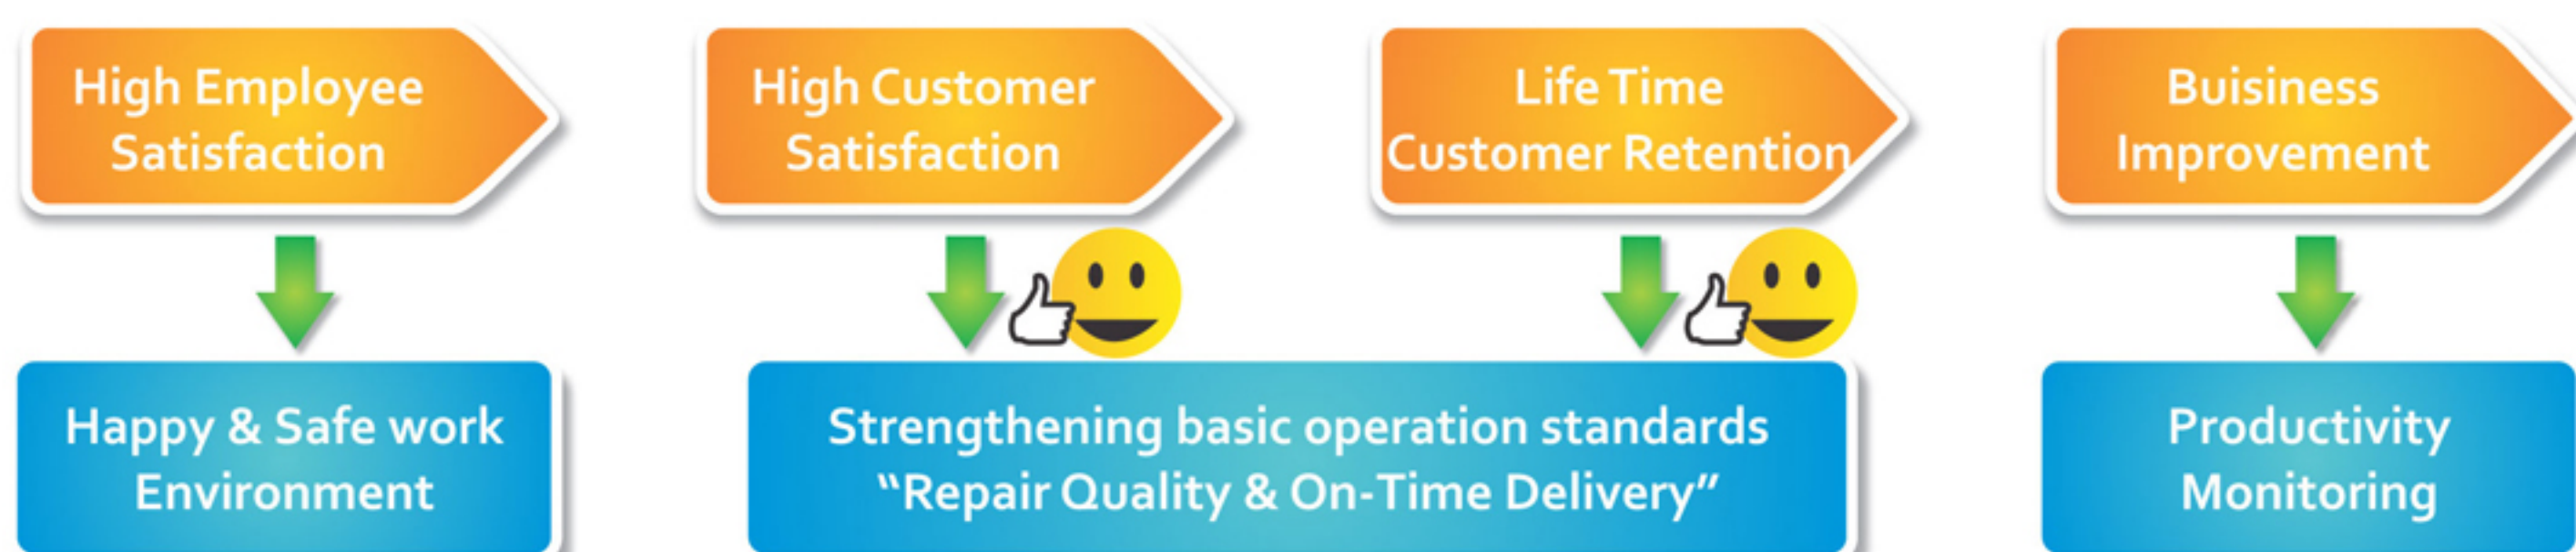 High Employee
Satisfaction
High Customer
Satisfaction
Life Time
Customer Retention
Buisiness
Improvement
Happy & Safe work
Environment
Strengthening basic operation standards
“Repair Quality & On-Time Delivery”
Productivity
Monitoring